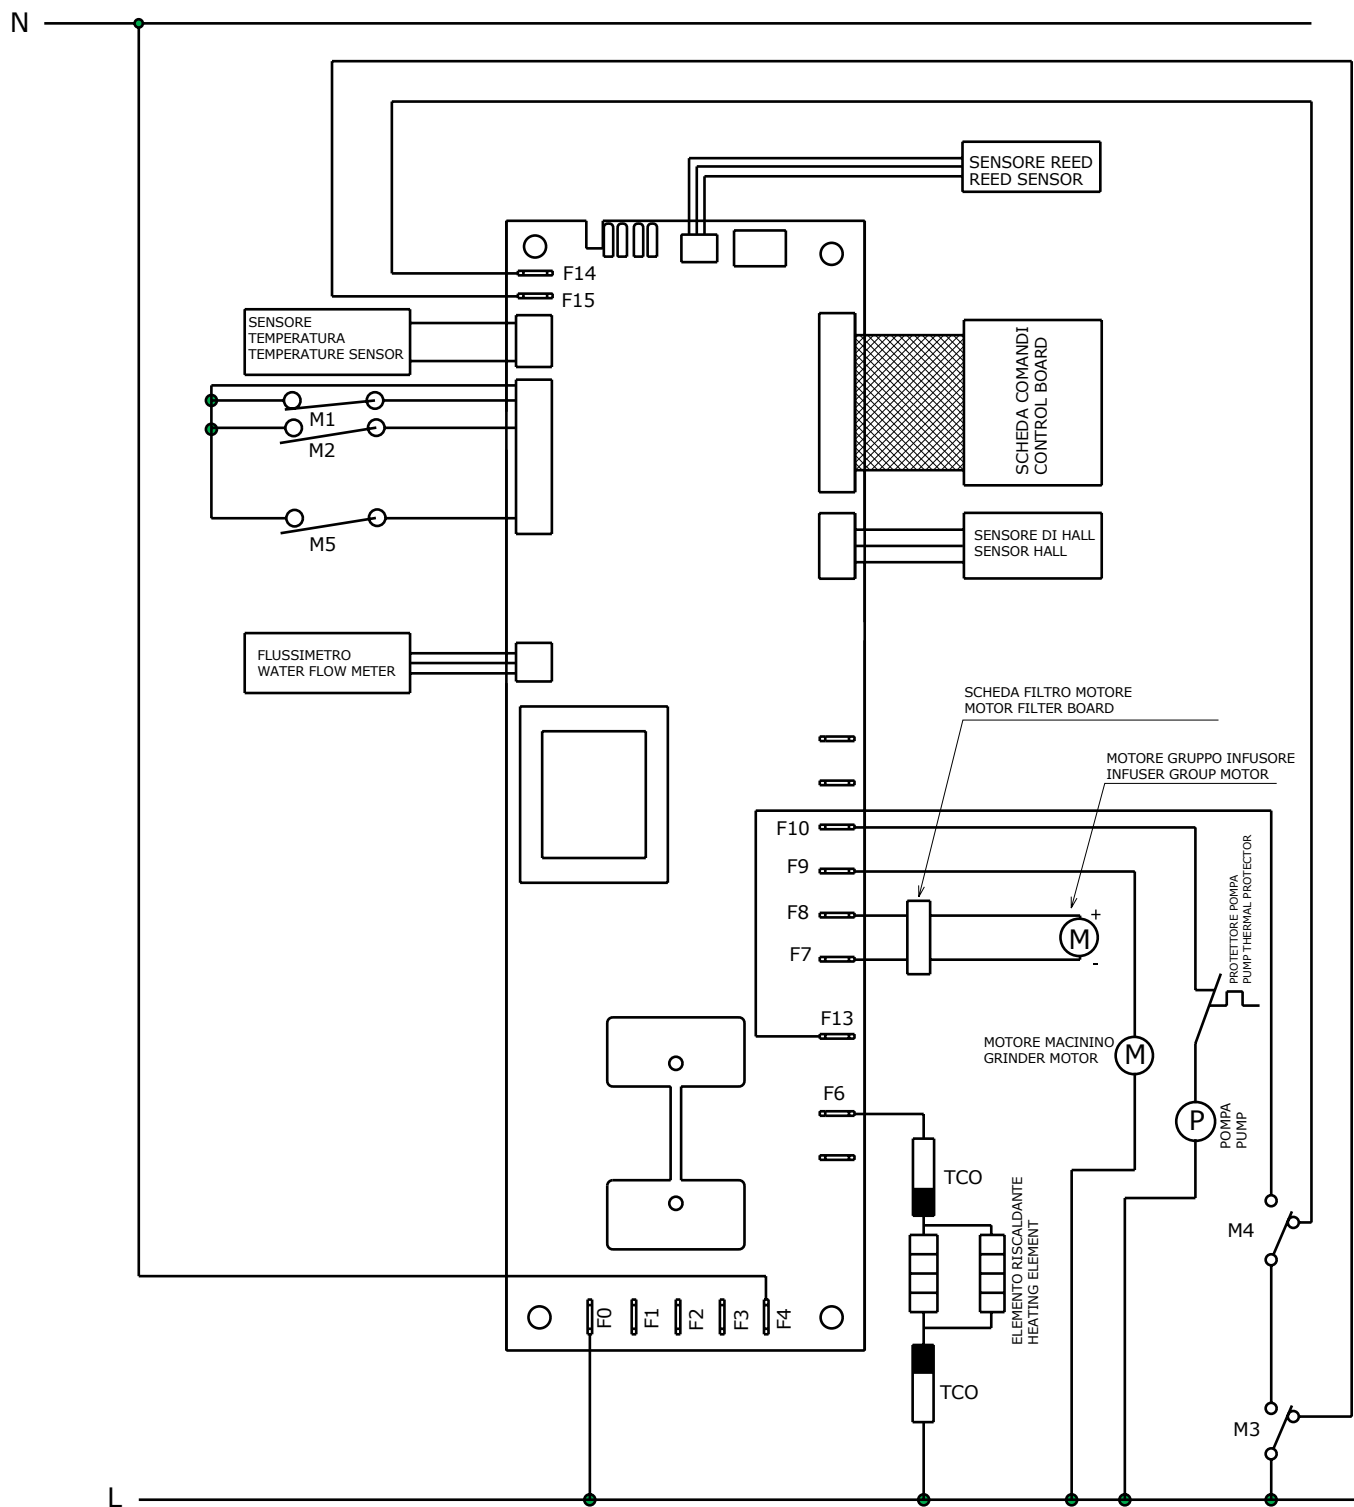 N
SENSORE REED
REED SENSOR
F14
F15
SENSORE
TEMPERATURA
TEMPERATURE SENSOR
SCHEDA COMANDI
CONTROL BOARD
M1
M2
M5
SENSORE DI HALL
SENSOR HALL
FLUSSIMETRO
WATER FLOW METER
SCHEDA FILTRO MOTORE
MOTOR FILTER BOARD
MOTORE GRUPPO INFUSORE
INFUSER GROUP MOTOR
F10
F9
F8
+
M
F7
-
PROTETTORE POMPA
PUMP THERMAL PROTECTOR
F13
MOTORE MACININO
GRINDER MOTOR
M
F6
P
POMPA
PUMP
TCO
ELEMENTO RISCALDANTE
HEATING ELEMENT
M4
F0
F1
F2
F3
F4
TCO
M3
L